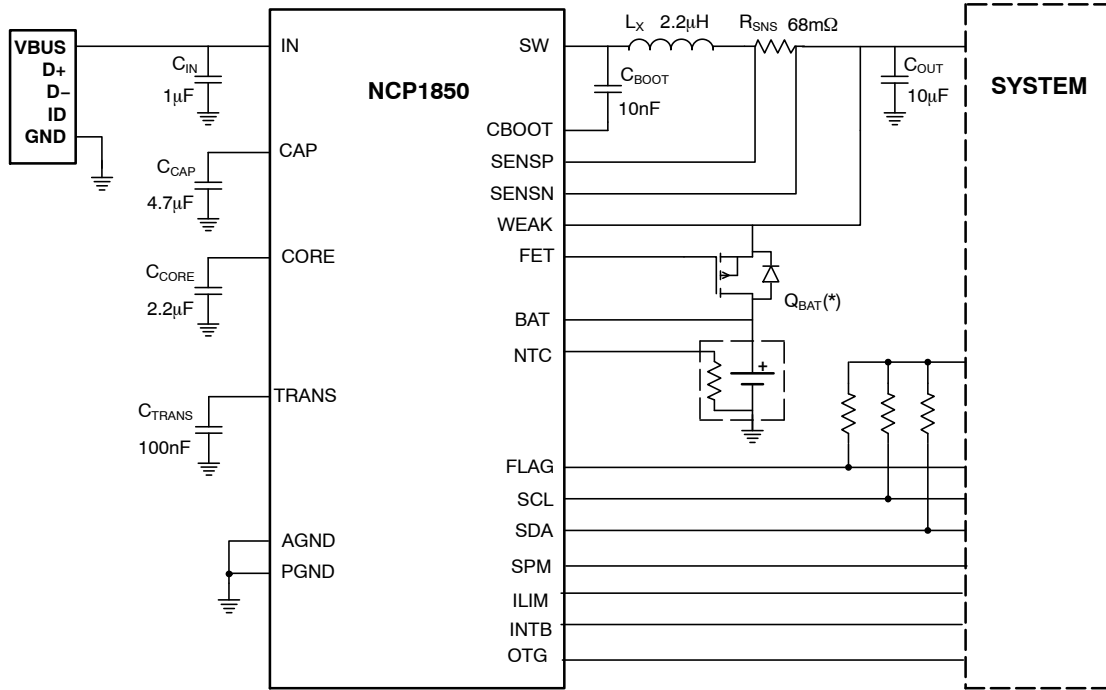 VBUS
D+
D−
ID
GND
C_IN
1μF
C_CAP
4.7μF
C_CORE
2.2μF
C_TRANS
100nF
IN
CAP
CORE
TRANS
AGND
PGND
NCP1850
SW
CBOOT
SENSP
SENSN
WEAK
FET
BAT
NTC
FLAG
SCL
SDA
SPM
ILIM
INTB
OTG
L_X 2.2μH
R_SNS 68mΩ
C_BOOT
10nF
C_OUT
10μF
Q_BAT(*)
+
SYSTEM